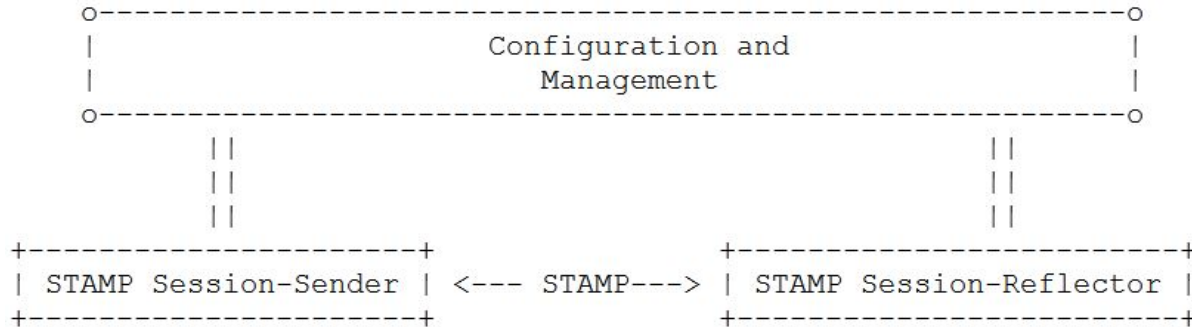 o----------------------------------------------------------o
|                      Configuration and                   |
|                         Management                       |
o----------------------------------------------------------o
       ||                                          ||
       ||                                          ||
       ||                                          ||
+----------------------+                +-------------------------+
| STAMP Session-Sender | <--- STAMP---> | STAMP Session-Reflector |
+----------------------+                +-------------------------+